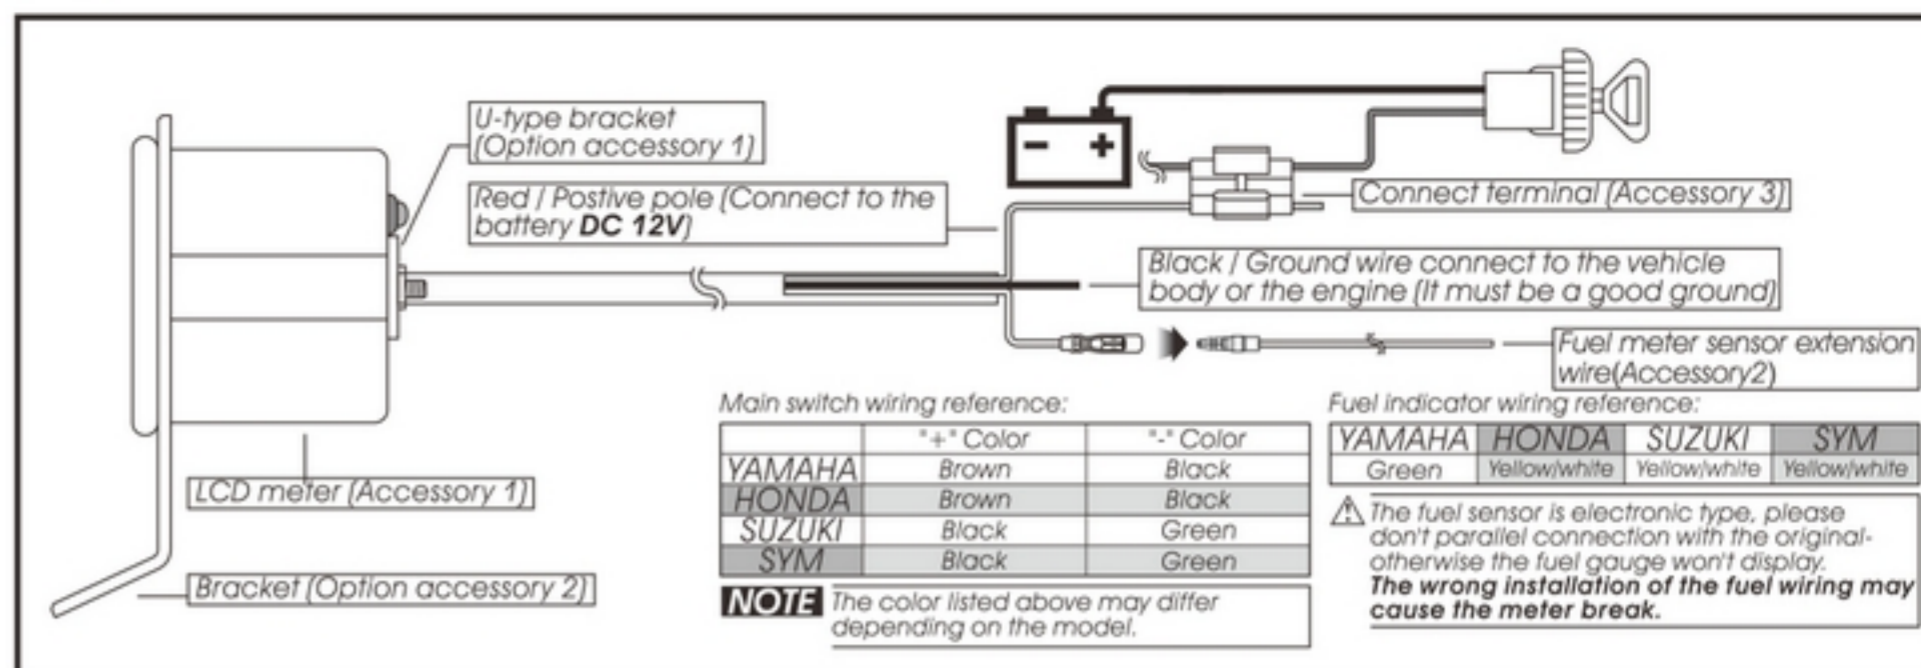 U-type bracket
(Option accessory 1)
Red / Postive pole (Connect to the
battery DC 12V)
- +
Connect terminal (Accessory 3)
Black / Ground wire connect to the vehicle
body or the engine (It must be a good ground)
Fuel meter sensor extension
wire(Accessory2)
LCD meter (Accessory 1)
Bracket (Option accessory 2)
Main switch wiring reference:
"+" Color "-" Color
YAMAHA Brown Black
HONDA Brown Black
SUZUKI Black Green
SYM Black Green
NOTE The color listed above may differ
depending on the model.
Fuel indicator wiring reference:
YAMAHA HONDA SUZUKI SYM
Green Yellow/white Yellow/white Yellow/white
The fuel sensor is electronic type, please
don't parallel connection with the original-
otherwise the fuel gauge won't display.
The wrong installation of the fuel wiring may
cause the meter break.